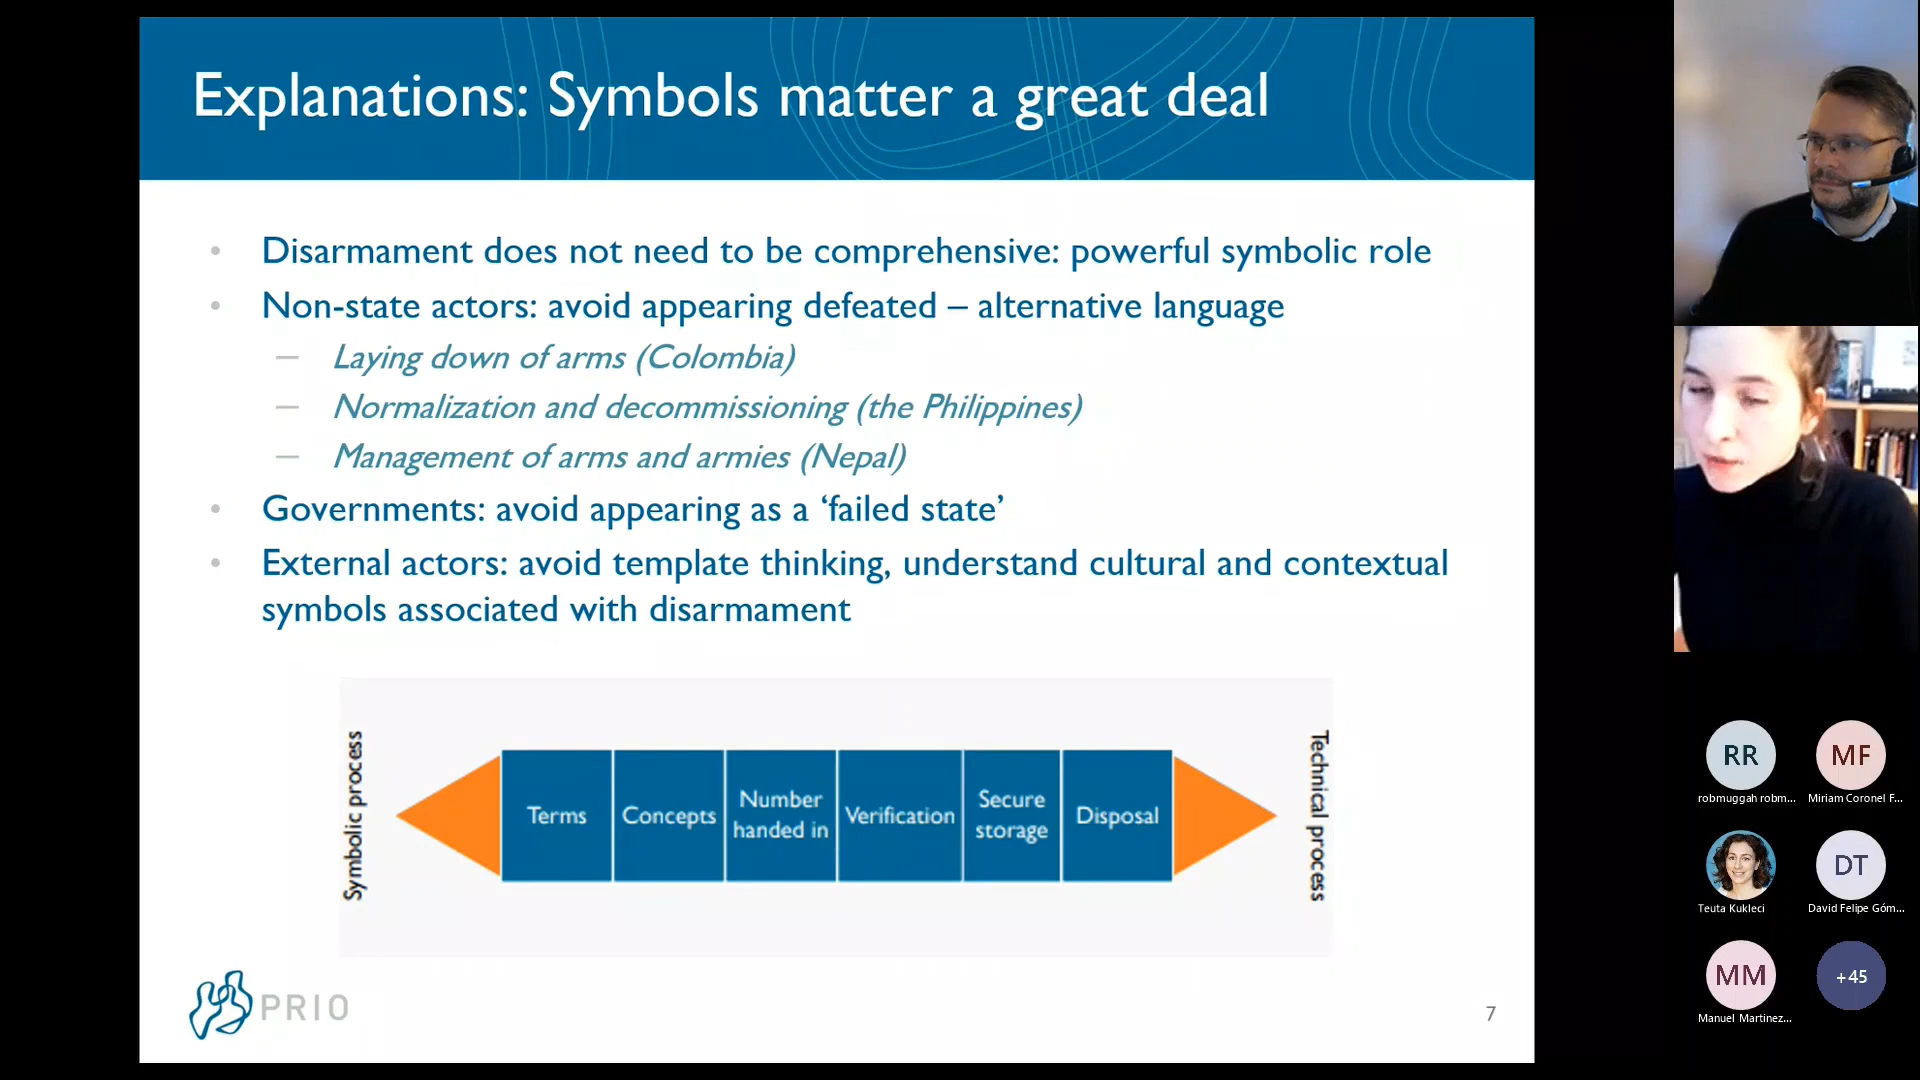 Explanations: Symbols matter a great deal
• Disarmament does not need to be comprehensive: powerful symbolic role
• Non-state actors: avoid appearing defeated – alternative language
– Laying down of arms (Colombia)
– Normalization and decommissioning (the Philippines)
– Management of arms and armies (Nepal)
• Governments: avoid appearing as a ‘failed state’
• External actors: avoid template thinking, understand cultural and contextual
symbols associated with disarmament
Symbolic process
Terms
Concepts
Number
handed in
Verification
Secure
storage
Disposal
Technical process
PRIO
7
RR
robmuggah robm...
MF
Miriam Coronel F...
Teuta Kukleci
DT
David Felipe Góm...
MM
Manuel Martinez...
+45